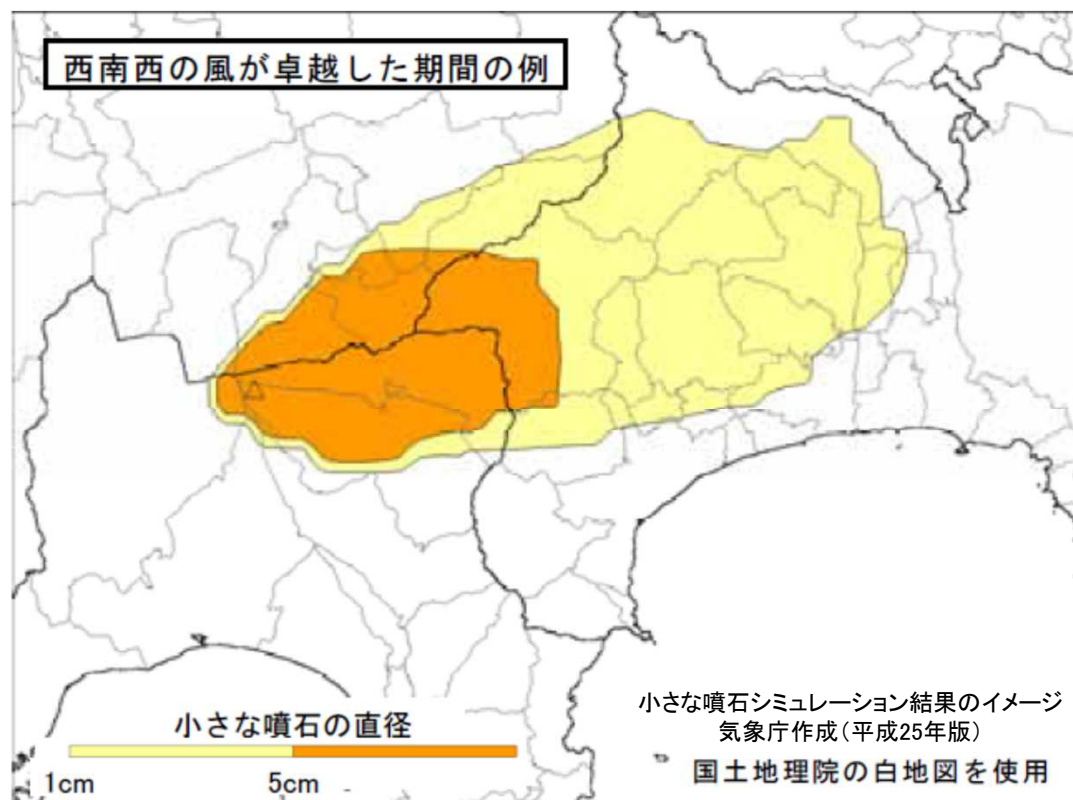 西南西の風が卓越した期間の例
小さな噴石の直径
1cm 5cm
小さな噴石シミュレーション結果のイメージ
気象庁作成（平成25年版）
国土地理院の白地図を使用